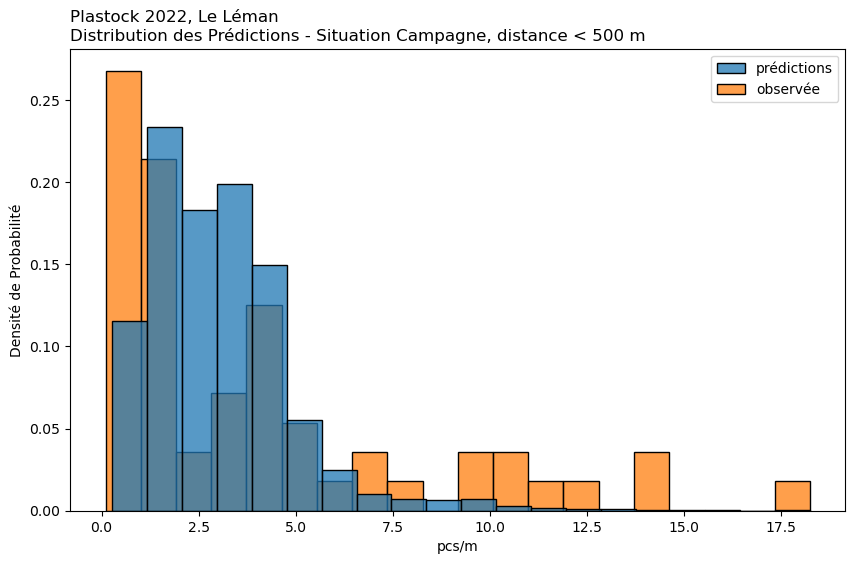 Plastock 2022, Le Léman
Distribution des Prédictions - Situation Campagne, distance < 500 m
prédictions
observée
Densité de Probabilité
0.25
0.20
0.15
0.10
0.05
0.00
0.0
2.5
5.0
7.5
10.0
12.5
15.0
17.5
pcs/m